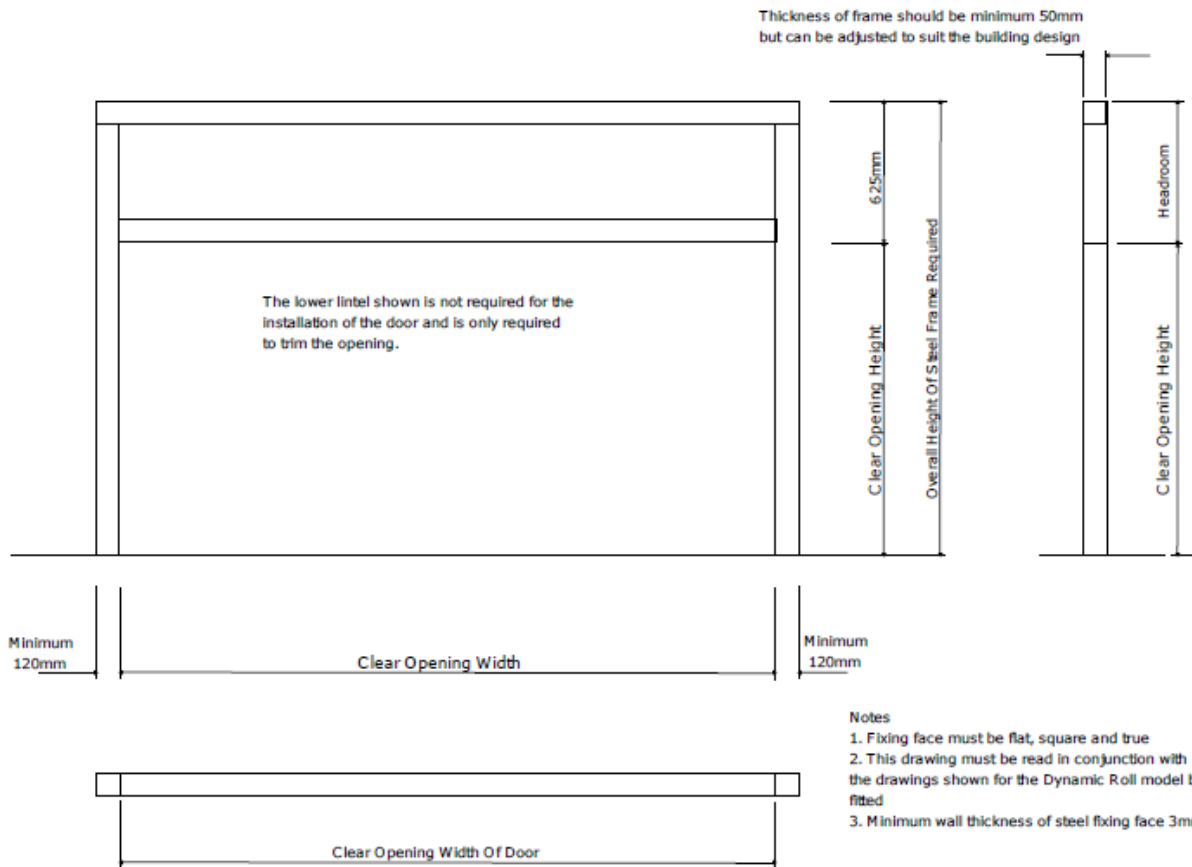 Thickness of frame should be minimum 50mm
but can be adjusted to suit the building design
625mm
Headroom
Overall Height Of Steel Frame Required
Clear Opening Height
Clear Opening Height
The lower lintel shown is not required for the
installation of the door and is only required
to trim the opening.
Minimum
120mm
Clear Opening Width
Minimum
120mm
Notes
1. Fixing face must be flat, square and true
2. This drawing must be read in conjunction with
the drawings shown for the Dynamic Roll model
fitted
3. Minimum wall thickness of steel fixing face
Clear Opening Width Of Door